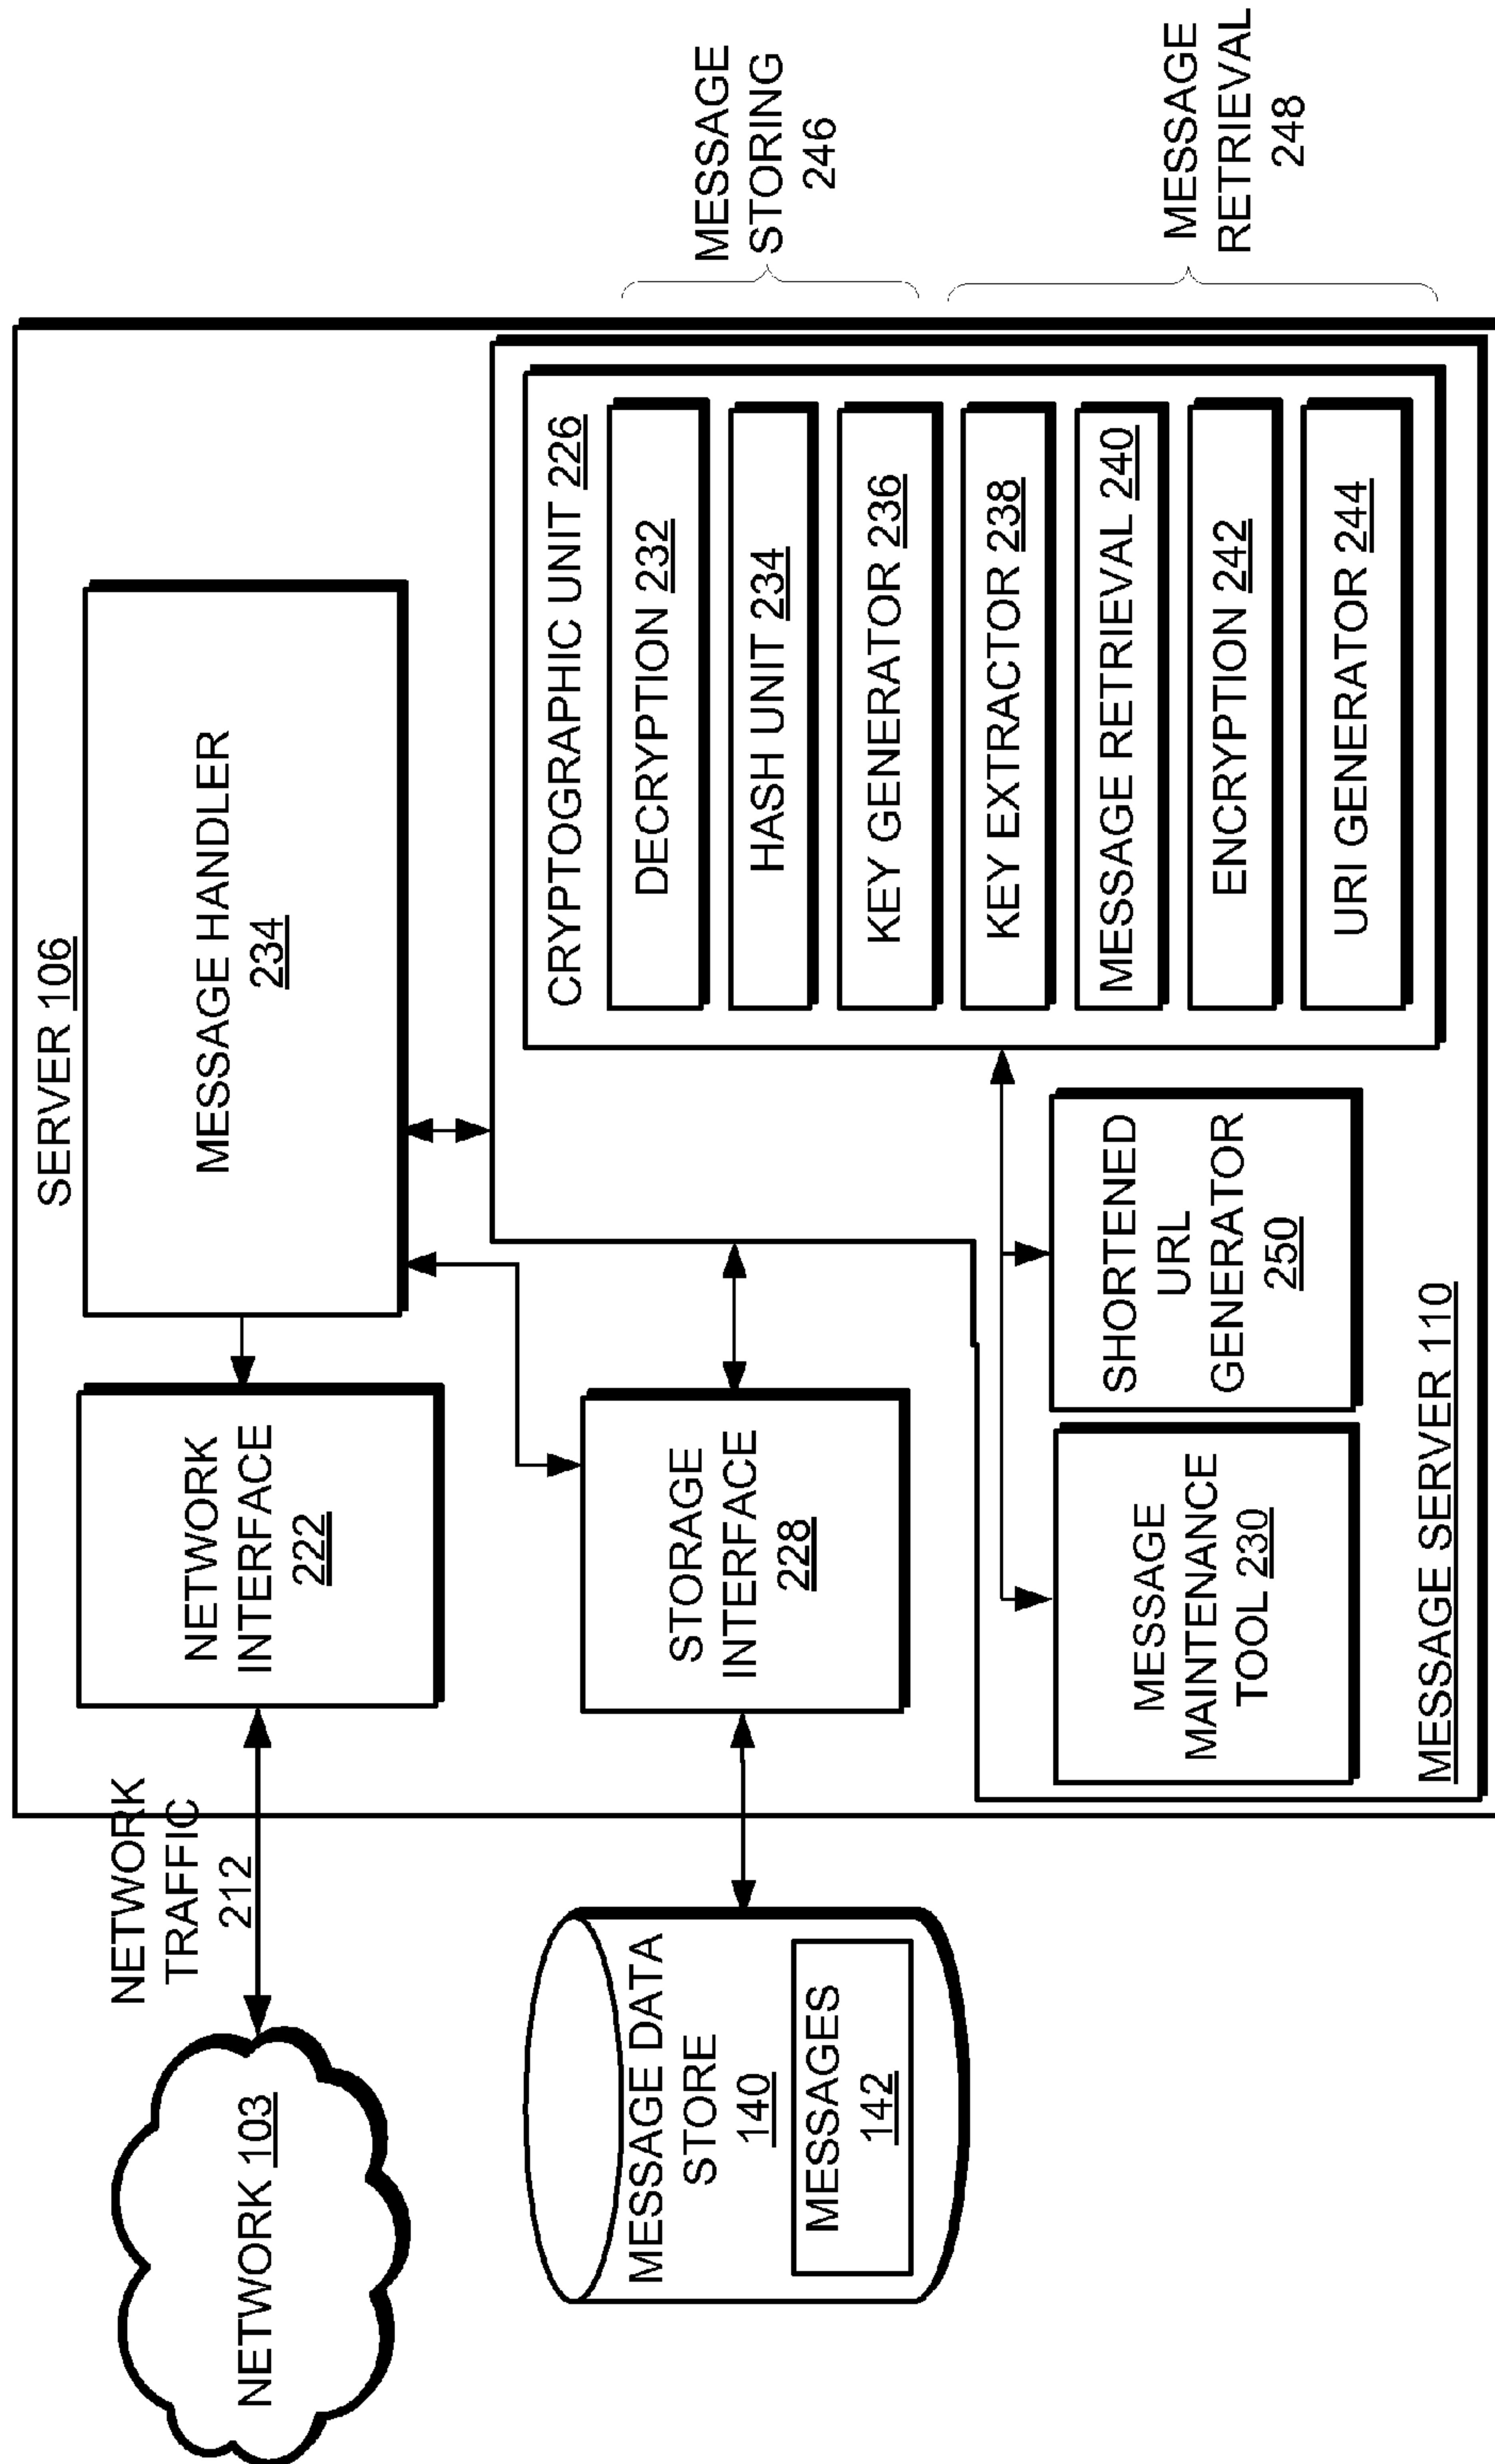 NETWORK 103
NETWORK
TRAFFIC
212
MESSAGE DATA
STORE
140
MESSAGES
142
SERVER 106
NETWORK
INTERFACE
222
MESSAGE HANDLER
234
STORAGE
INTERFACE
228
CRYPTOGRAPHIC UNIT 226
DECRYPTION 232
HASH UNIT 234
KEY GENERATOR 236
KEY EXTRACTOR 238
MESSAGE RETRIEVAL 240
ENCRYPTION 242
URI GENERATOR 244
MESSAGE
MAINTENANCE
TOOL 230
SHORTENED
URL
GENERATOR
250
MESSAGE SERVER 110
MESSAGE
STORING
246
MESSAGE
RETRIEVAL
248